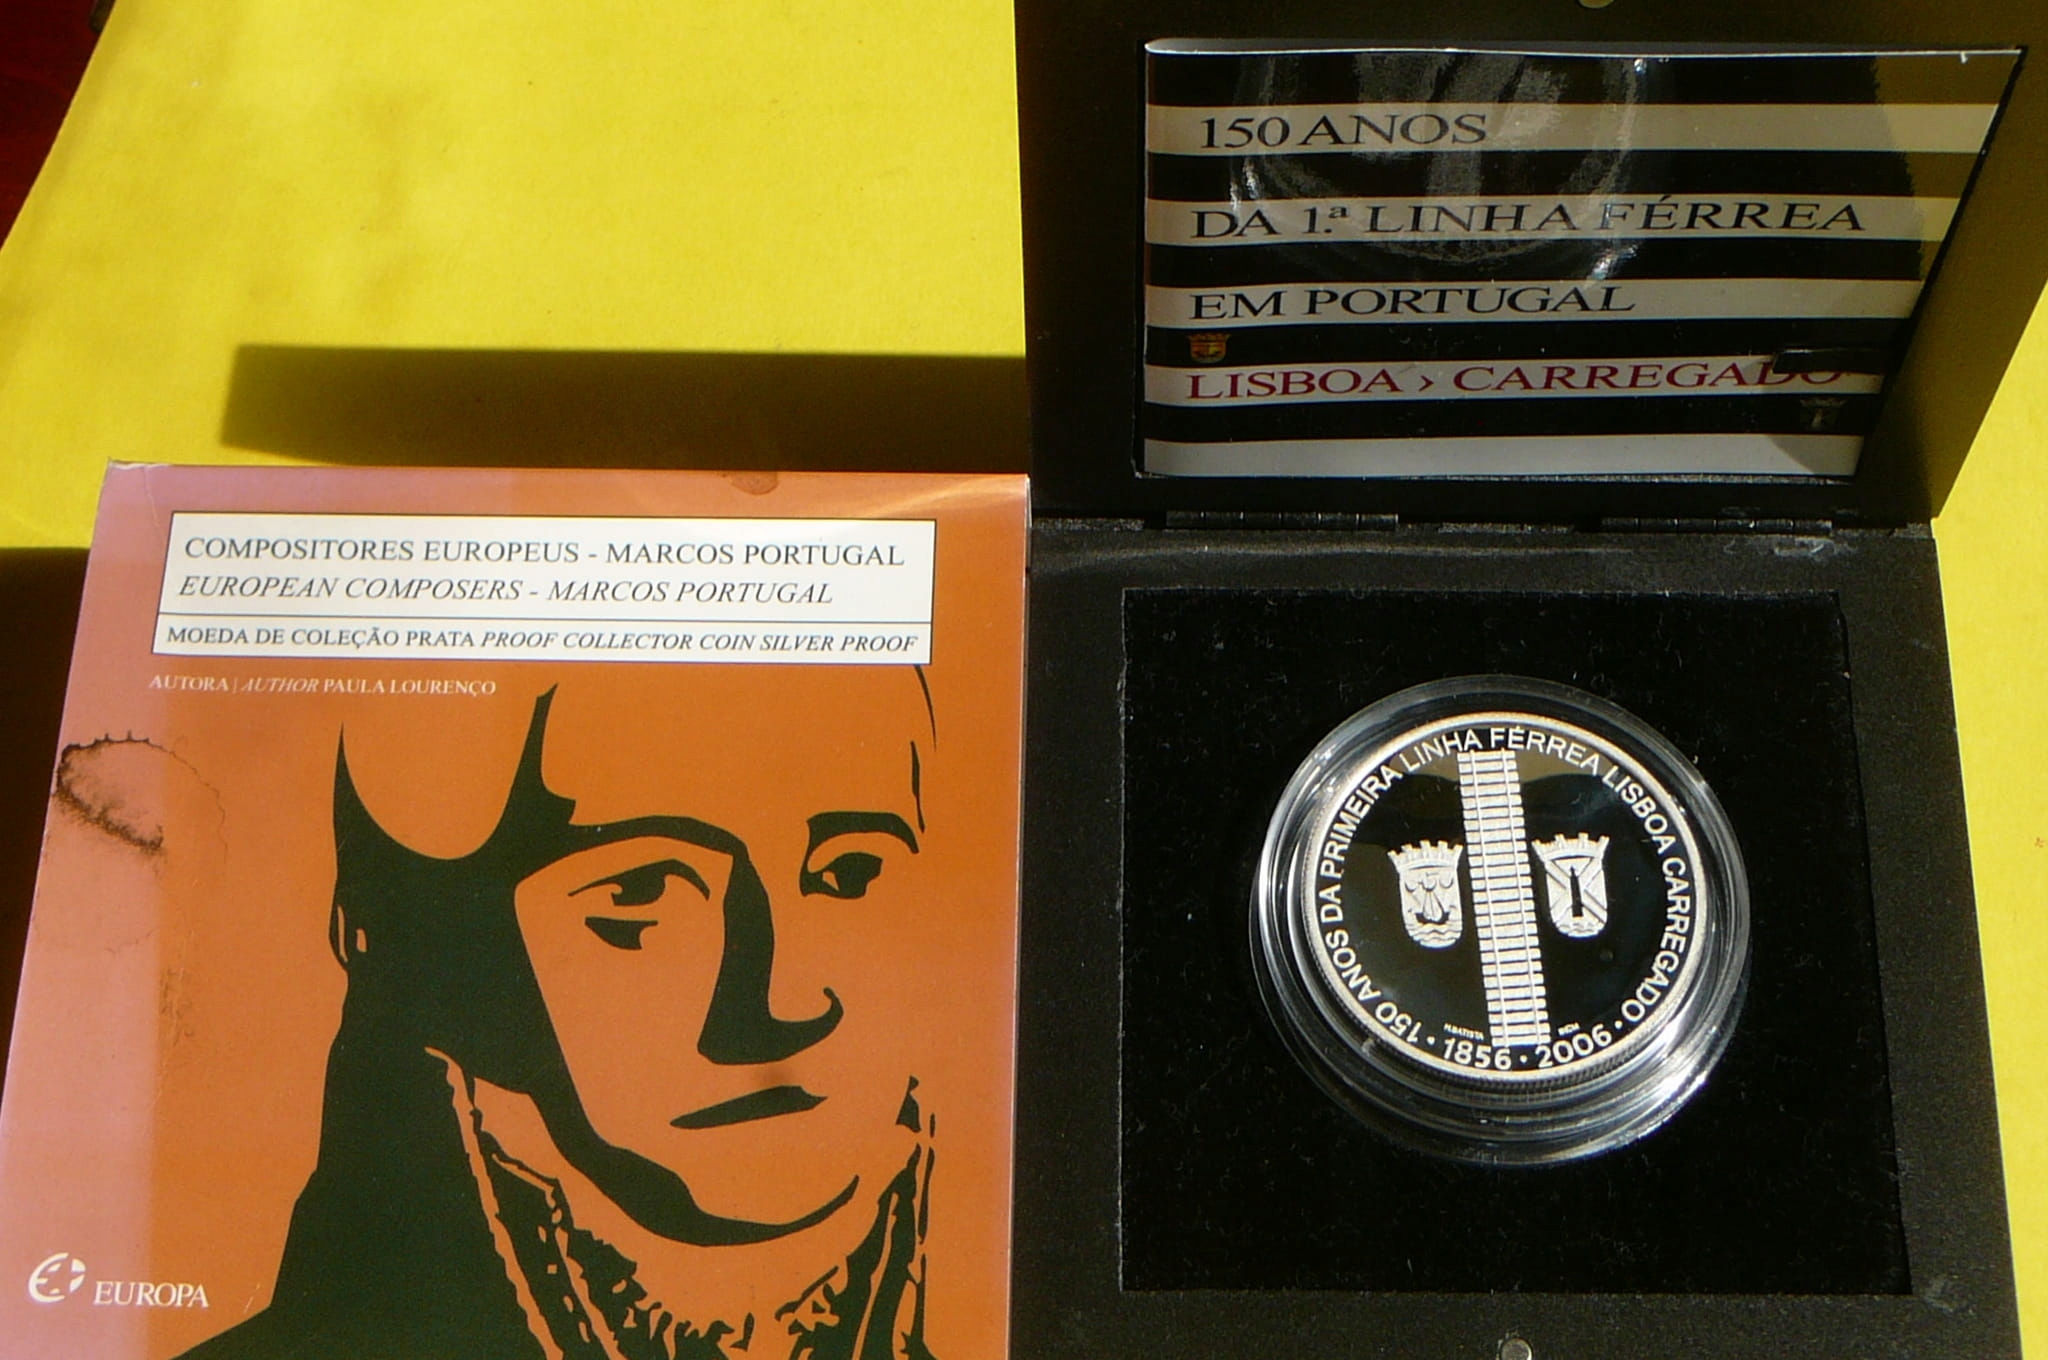 150 ANOS
DA 1.ª LINHA FÉRREA
EM PORTUGAL
LISBOA › CARREGADO
COMPOSITORES EUROPEUS - MARCOS PORTUGAL
EUROPEAN COMPOSERS - MARCOS PORTUGAL
MOEDA DE COLEÇÃO PRATA PROOF COLLECTOR COIN SILVER PROOF
AUTORA | AUTHOR PAULA LOURENÇO
EUROPA
150 ANOS DA PRIMEIRA LINHA FÉRREA LISBOA CARREGADO
· 1856 · 2006 ·
H.BATISTA
INCM